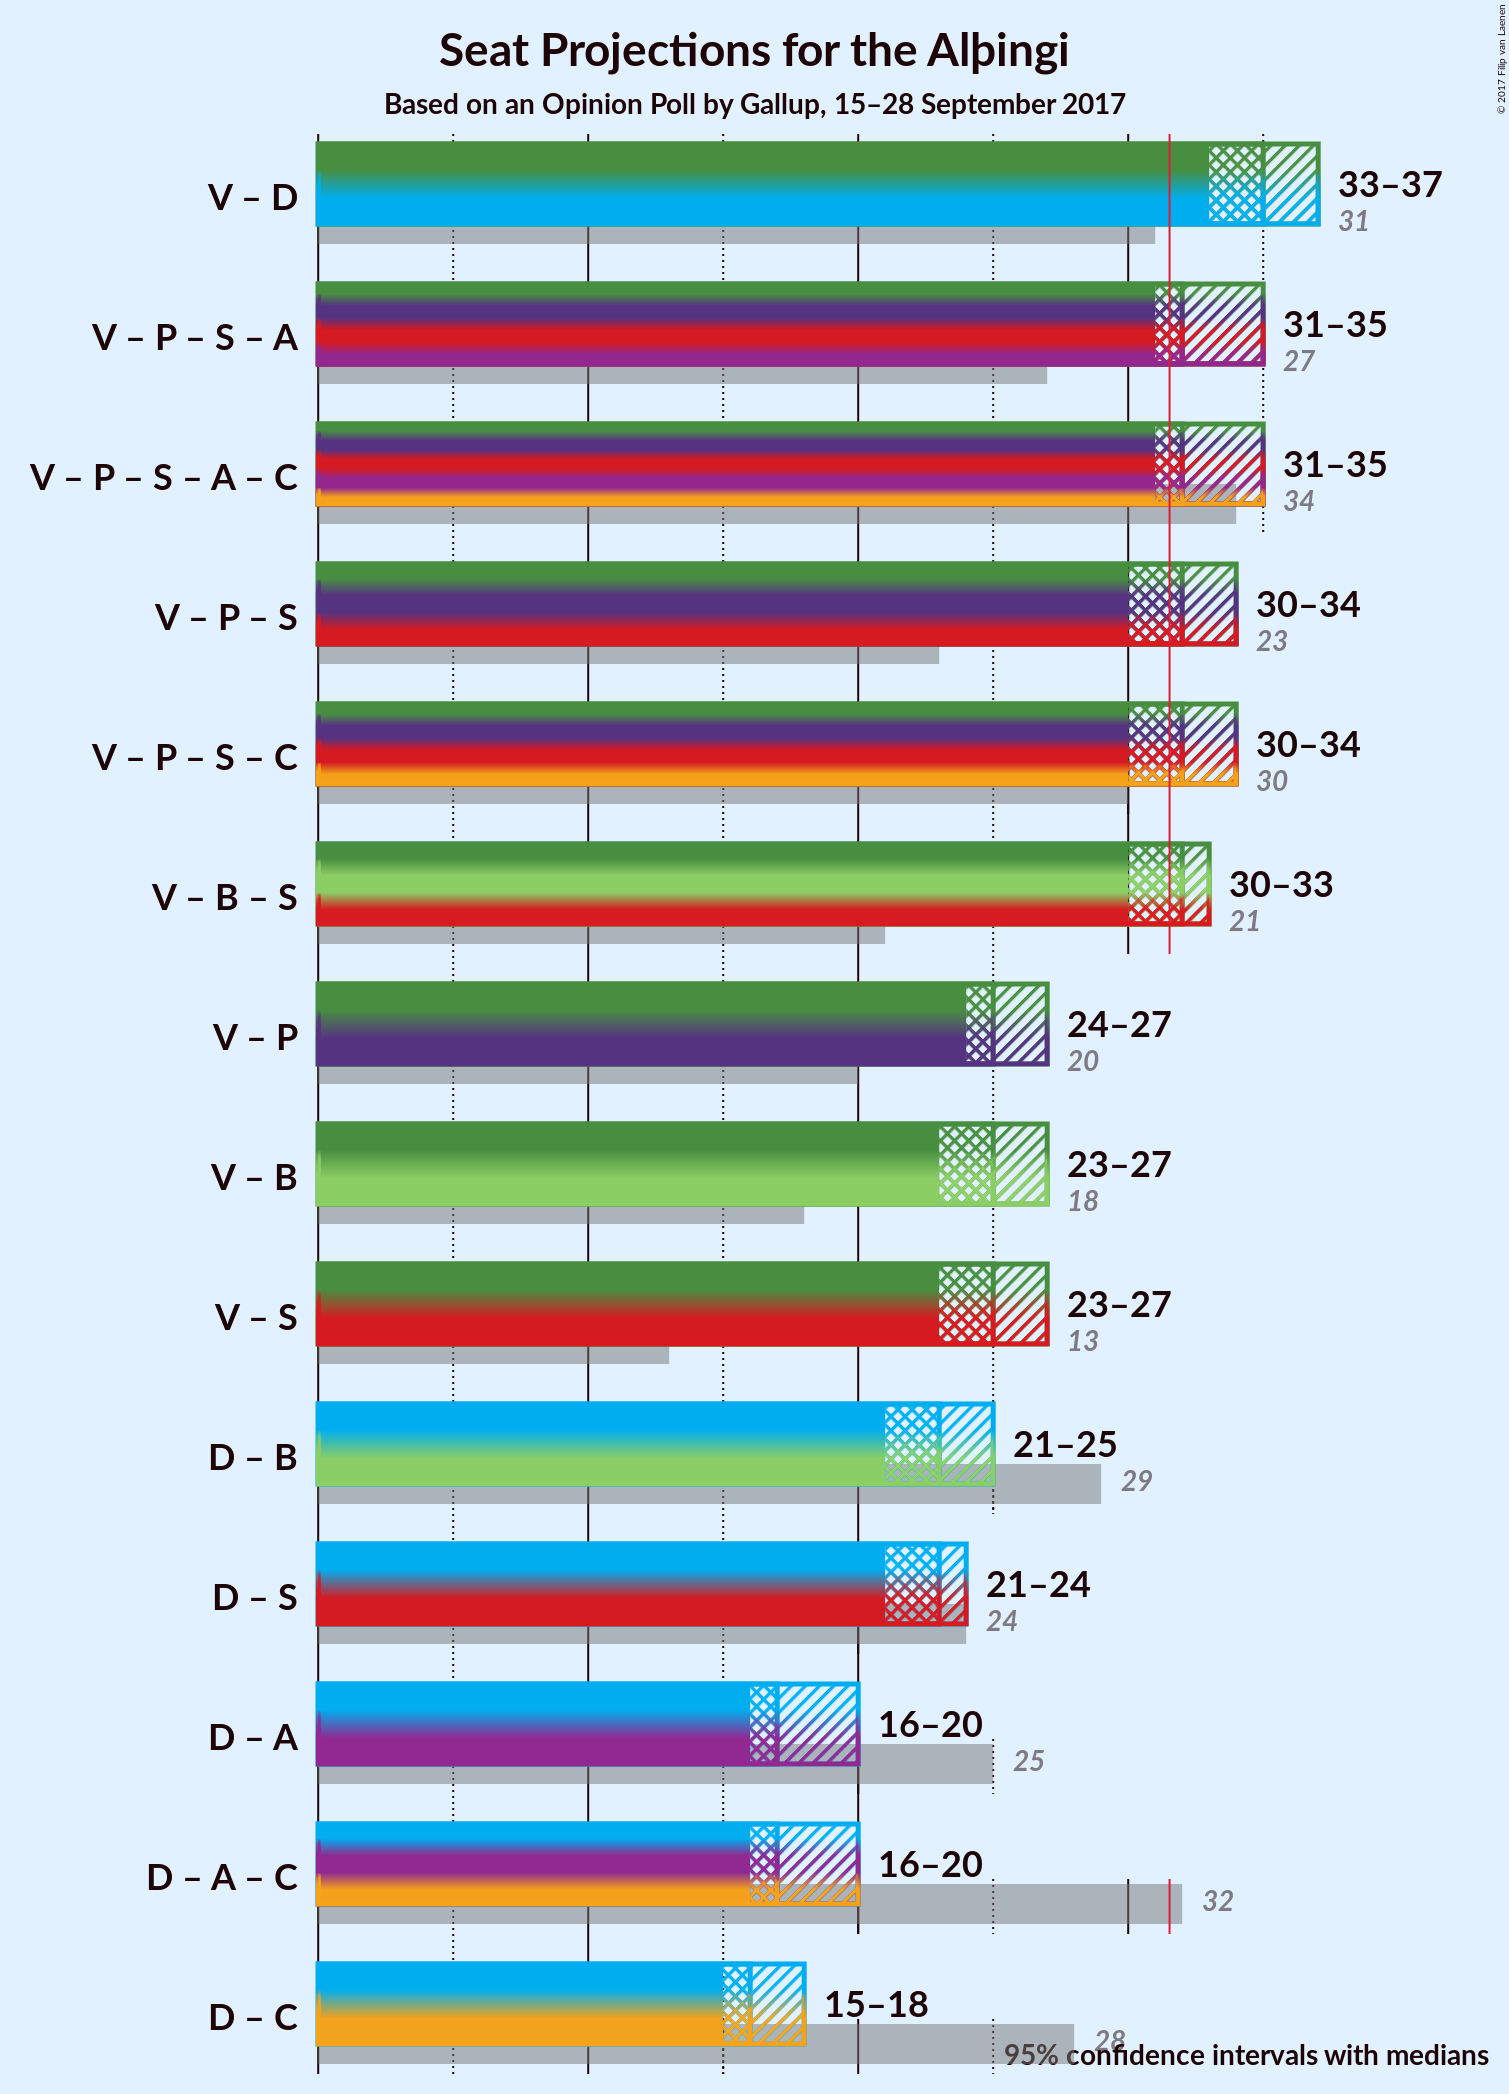 Seat Projections for the Alþingi
Based on an Opinion Poll by Gallup, 15–28 September 2017
© 2017 Filip van Laenen
V – D
33–37
31
V – P – S – A
31–35
27
V – P – S – A – C
31–35
34
V – P – S
30–34
23
V – P – S – C
30–34
30
V – B – S
30–33
21
V – P
24–27
20
V – B
23–27
18
V – S
23–27
13
D – B
21–25
29
D – S
21–24
24
D – A
16–20
25
D – A – C
16–20
32
D – C
15–18
28
95% confidence intervals with medians